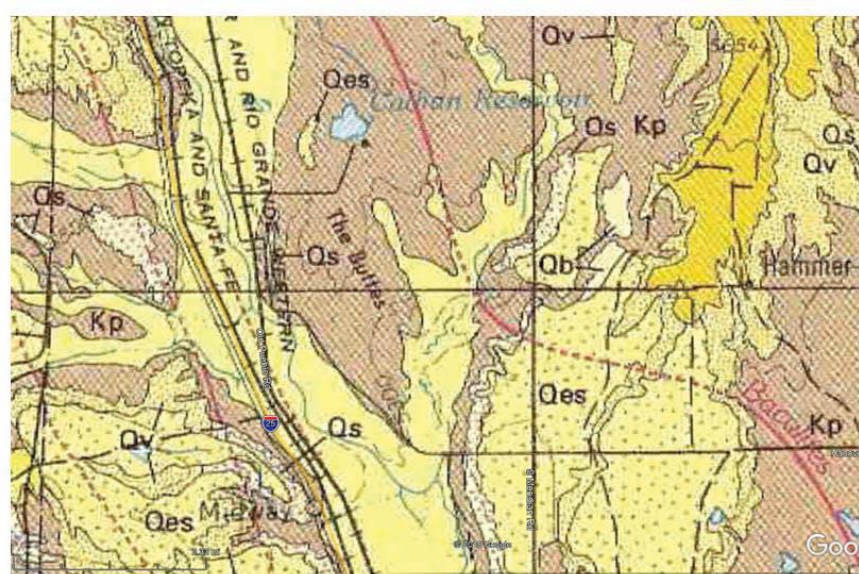 TOPEKA AND SANTA FE
AND RIO GRANDE WESTERN
Qes
Calhan Reservoir
Qv
5654
Qs
Kp
Qs
Qv
Qs
Qs
The Buttes
Qb
Hammer
Kp
Qes
Baculites
Kp
25
Qv
Qs
Qes
Midway
Goo